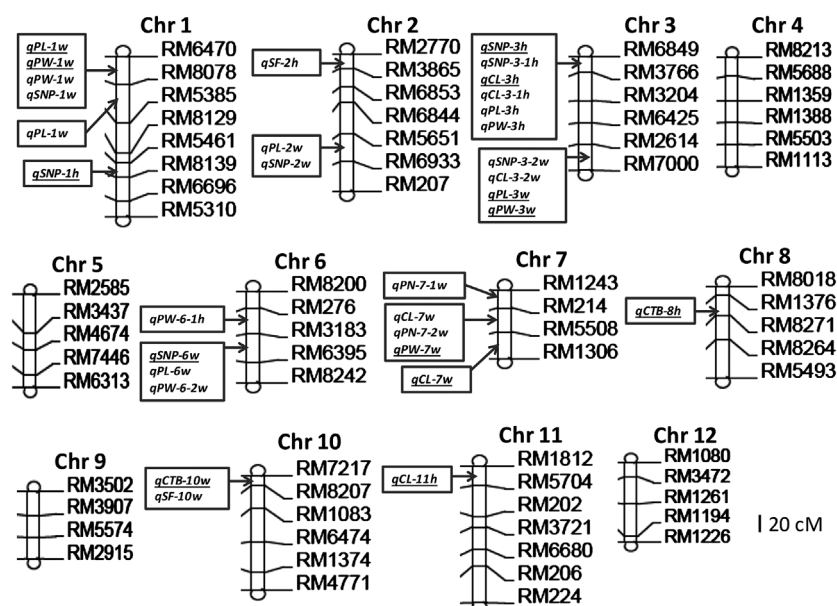 Chr 1
qPL-1w
qPW-1w
qPW-1w
qSNP-1w
qPL-1w
qSNP-1h
RM6470
RM8078
RM5385
RM8129
RM5461
RM8139
RM6696
RM5310
Chr 2
qSF-2h
qPL-2w
qSNP-2w
RM2770
RM3865
RM6853
RM6844
RM5651
RM6933
RM207
Chr 3
qSNP-3h
qSNP-3-1h
qCL-3h
qCL-3-1h
qPL-3h
qPW-3h
qSNP-3-2w
qCL-3-2w
qPL-3w
qPW-3w
RM6849
RM3766
RM3204
RM6425
RM2614
RM7000
Chr 4
RM8213
RM5688
RM1359
RM1388
RM5503
RM1113
Chr 5
RM2585
RM3437
RM4674
RM7446
RM6313
Chr 6
qPW-6-1h
qSNP-6w
qPL-6w
qPW-6-2w
RM8200
RM276
RM3183
RM6395
RM8242
Chr 7
qPN-7-1w
qCL-7w
qPN-7-2w
qPW-7w
qCL-7w
RM1243
RM214
RM5508
RM1306
Chr 8
qCTB-8h
RM8018
RM1376
RM8271
RM8264
RM5493
Chr 9
RM3502
RM3907
RM5574
RM2915
Chr 10
qCTB-10w
qSF-10w
RM7217
RM8207
RM1083
RM6474
RM1374
RM4771
Chr 11
qCL-11h
RM1812
RM5704
RM202
RM3721
RM6680
RM206
RM224
Chr 12
RM1080
RM3472
RM1261
RM1194
RM1226
20 cM